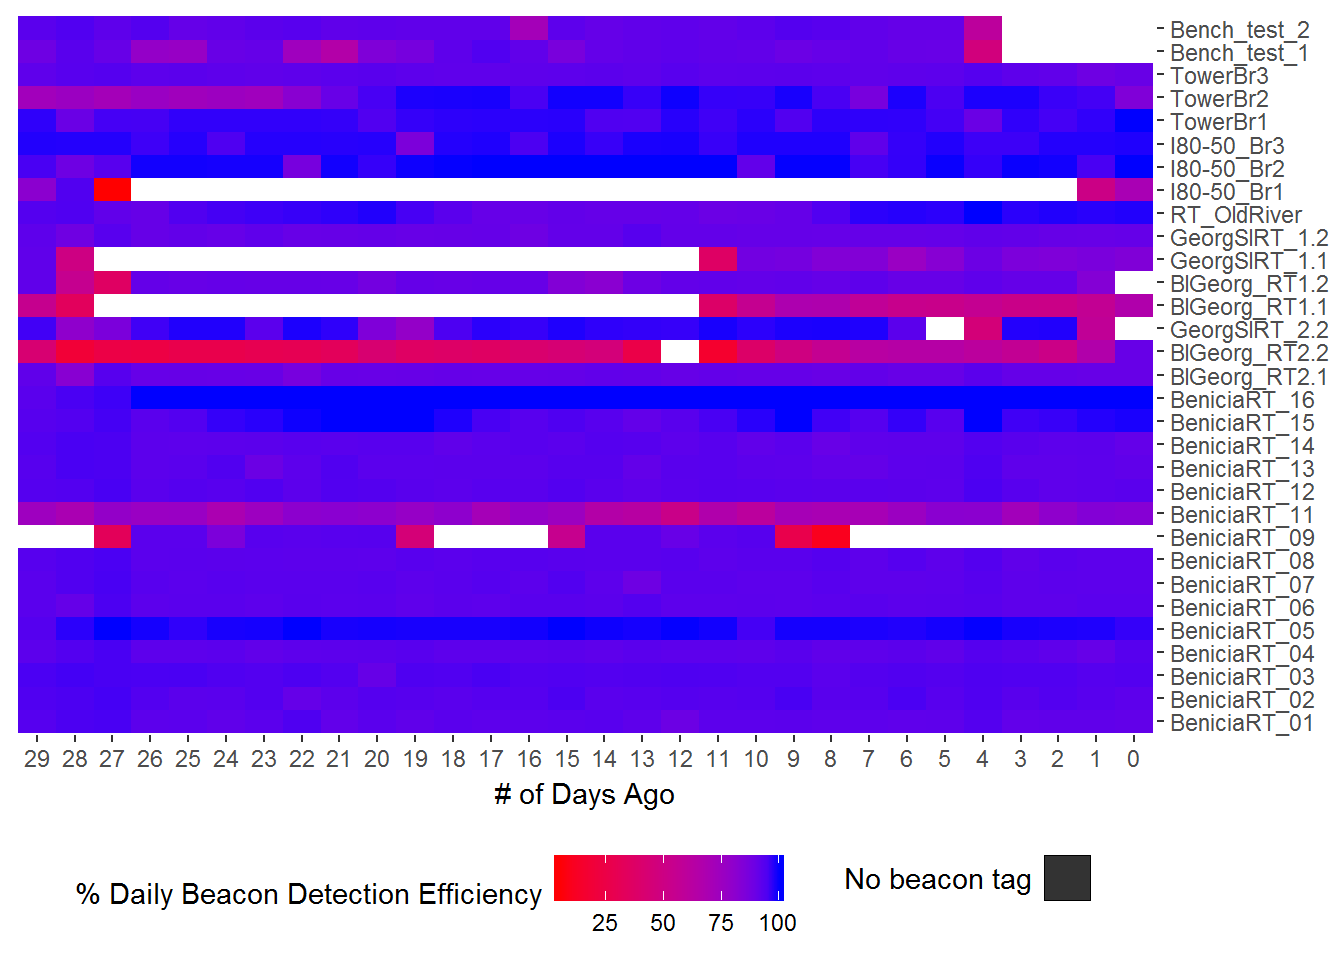 Bench_test_2
Bench_test_1
TowerBr3
TowerBr2
TowerBr1
I80-50_Br3
I80-50_Br2
I80-50_Br1
RT_OldRiver
GeorgSlRT_1.2
GeorgSlRT_1.1
BlGeorg_RT1.2
BlGeorg_RT1.1
GeorgSlRT_2.2
BlGeorg_RT2.2
BlGeorg_RT2.1
BeniciaRT_16
BeniciaRT_15
BeniciaRT_14
BeniciaRT_13
BeniciaRT_12
BeniciaRT_11
BeniciaRT_09
BeniciaRT_08
BeniciaRT_07
BeniciaRT_06
BeniciaRT_05
BeniciaRT_04
BeniciaRT_03
BeniciaRT_02
BeniciaRT_01
29 28 27 26 25 24 23 22 21 20 19 18 17 16 15 14 13 12 11 10 9 8 7 6 5 4 3 2 1 0
# of Days Ago
% Daily Beacon Detection Efficiency
25 50 75 100
No beacon tag